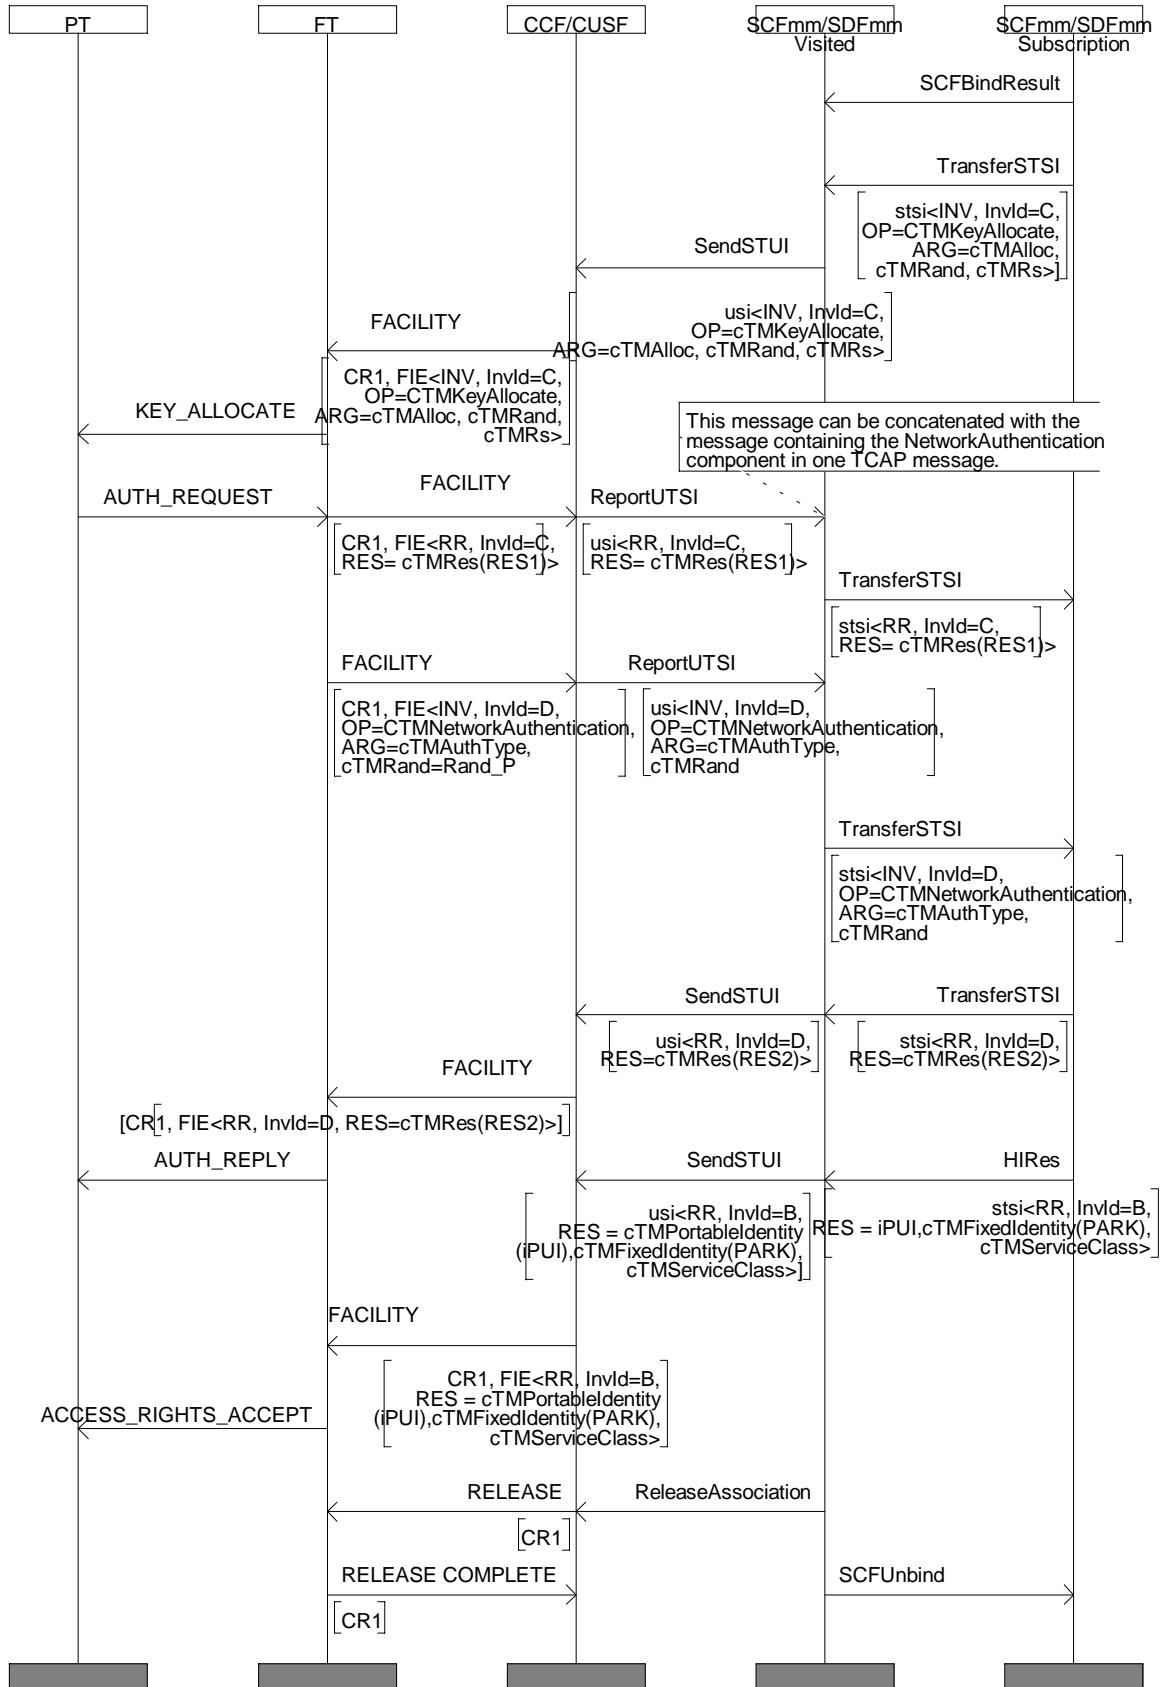 PT
FT
CCF/CUSF
SCFmm/SDFmm
Visited
SCFmm/SDFmm
Subscription
SCFBindResult
TransferSTSI
stsi<INV, InvId=C,
OP=CTMKeyAllocate,
ARG=cTMAlloc,
cTMRand, cTMRs>]
SendSTUI
usi<INV, InvId=C,
OP=cTMKeyAllocate,
ARG=cTMAlloc, cTMRand, cTMRs>
FACILITY
CR1, FIE<INV, InvId=C,
OP=CTMKeyAllocate,
ARG=cTMAlloc, cTMRand,
cTMRs>
KEY_ALLOCATE
This message can be concatenated with the
message containing the NetworkAuthentication
component in one TCAP message.
AUTH_REQUEST
FACILITY
ReportUTSI
CR1, FIE<RR, InvId=C,
RES= cTMRes(RES1)>
usi<RR, InvId=C,
RES= cTMRes(RES1)>
TransferSTSI
stsi<RR, InvId=C,
RES= cTMRes(RES1)>
FACILITY
ReportUTSI
CR1, FIE<INV, InvId=D,
OP=CTMNetworkAuthentication,
ARG=cTMAuthType,
cTMRand=Rand_P
usi<INV, InvId=D,
OP=CTMNetworkAuthentication,
ARG=cTMAuthType,
cTMRand
TransferSTSI
stsi<INV, InvId=D,
OP=CTMNetworkAuthentication,
ARG=cTMAuthType,
cTMRand
SendSTUI
TransferSTSI
usi<RR, InvId=D,
RES=cTMRes(RES2)>
stsi<RR, InvId=D,
RES=cTMRes(RES2)>
FACILITY
[CR1, FIE<RR, InvId=D, RES=cTMRes(RES2)>]
AUTH_REPLY
SendSTUI
HIRes
usi<RR, InvId=B,
RES = cTMPortableIdentity
(iPUI),cTMFixedIdentity(PARK),
cTMServiceClass>]
stsi<RR, InvId=B,
RES = iPUI,cTMFixedIdentity(PARK),
cTMServiceClass>
FACILITY
CR1, FIE<RR, InvId=B,
RES = cTMPortableIdentity
(iPUI),cTMFixedIdentity(PARK),
cTMServiceClass>
ACCESS_RIGHTS_ACCEPT
RELEASE
ReleaseAssociation
CR1
RELEASE COMPLETE
SCFUnbind
CR1